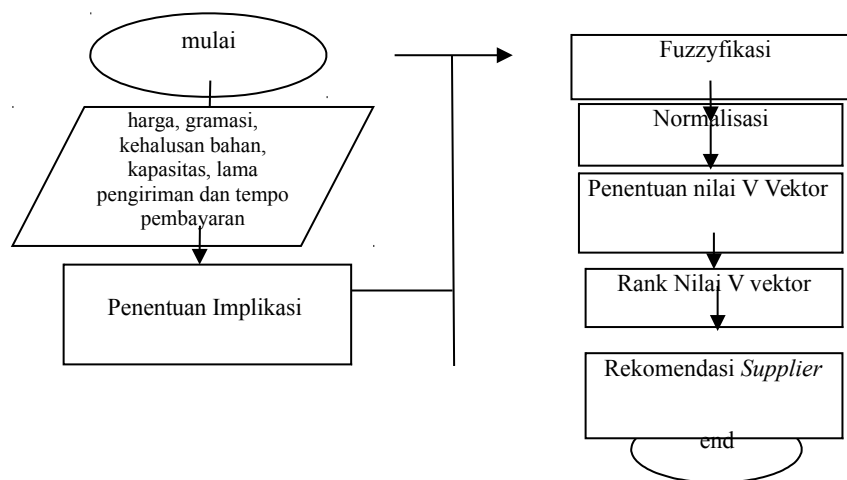 mulai
harga, gramasi,
kehalusan bahan,
kapasitas, lama
pengiriman dan tempo
pembayaran
Penentuan Implikasi
Fuzzyfikasi
Normalisasi
Penentuan nilai V Vektor
Rank Nilai V vektor
Rekomendasi Supplier
end